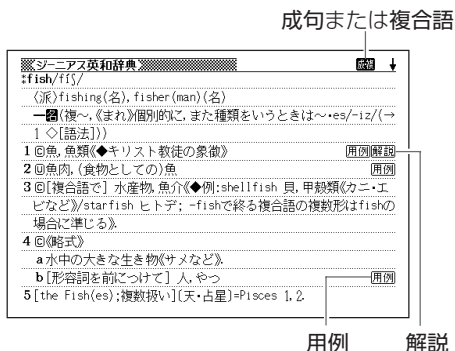 成句または複合語
ジーニアス英和辞典 成複 ↓
*fish/fíʃ/
〈派〉fishing(名), fisher(man)(名)
━名(複~,《まれ》個別的に, また種類をいうときは~・es/-iz/(→
1 ◇[語法]))
1 Ⓒ魚, 魚類《◆キリスト教徒の象徴》 用例 解説
2 Ⓤ魚肉, (食物としての)魚 用例
3 Ⓒ[複合語で] 水産物, 魚介《◆例:shellfish 貝, 甲殻類《カニ・エ
ビなど》/starfish ヒトデ; -fishで終る複合語の複数形はfishの
場合に準じる》.
4 Ⓒ《略式》
a 水中の大きな生き物《サメなど》.
b [形容詞を前につけて] 人, やつ 用例
5 [the Fish(es);複数扱い]〔天・占星〕=Pisces 1, 2.
用例 解説